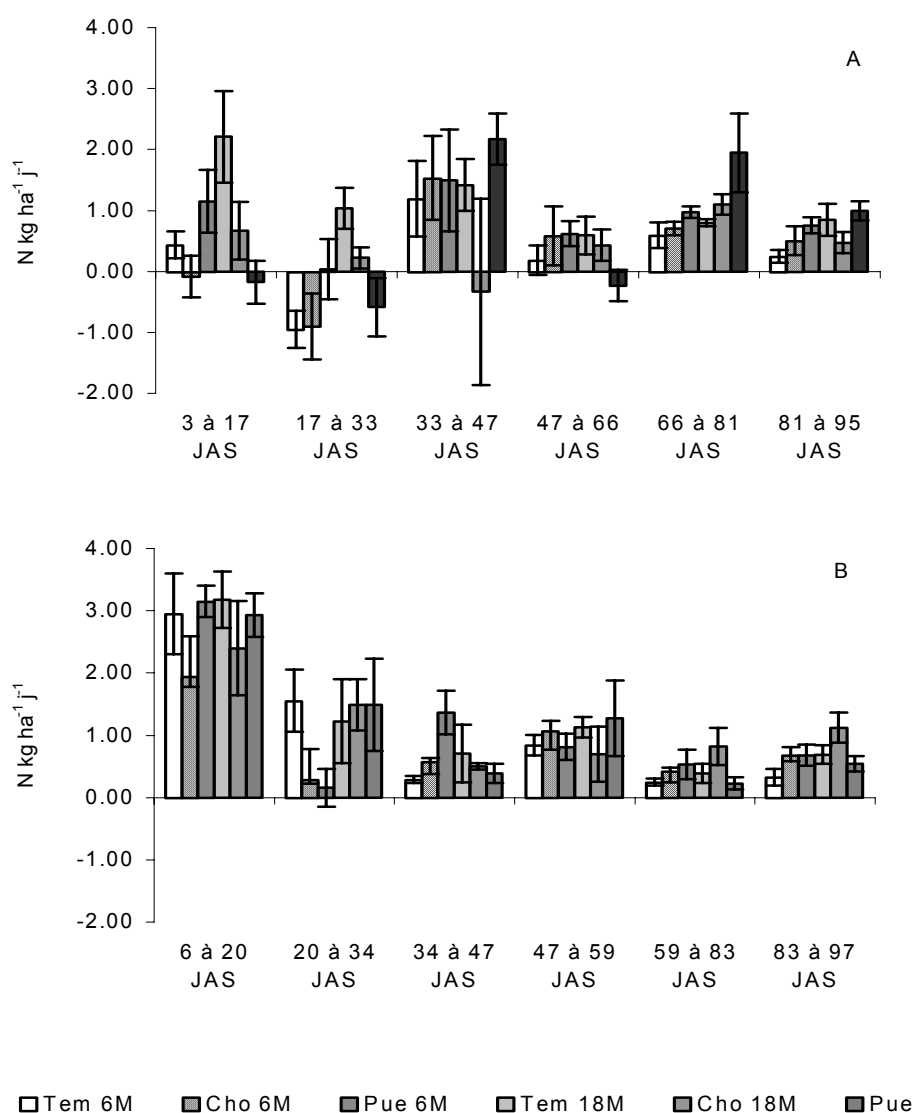 4.00
A
3.00
2.00
N kg ha⁻¹ j⁻¹
1.00
0.00
-1.00
-2.00
3 à 17 17 à 33 33 à 47 47 à 66 66 à 81 81 à 95
JAS JAS JAS JAS JAS JAS
4.00
B
3.00
2.00
N kg ha⁻¹ j⁻¹
1.00
0.00
-1.00
-2.00
6 à 20 20 à 34 34 à 47 47 à 59 59 à 83 83 à 97
JAS JAS JAS JAS JAS JAS
Tem 6M Cho 6M Pue 6M Tem 18M Cho 18M Pue